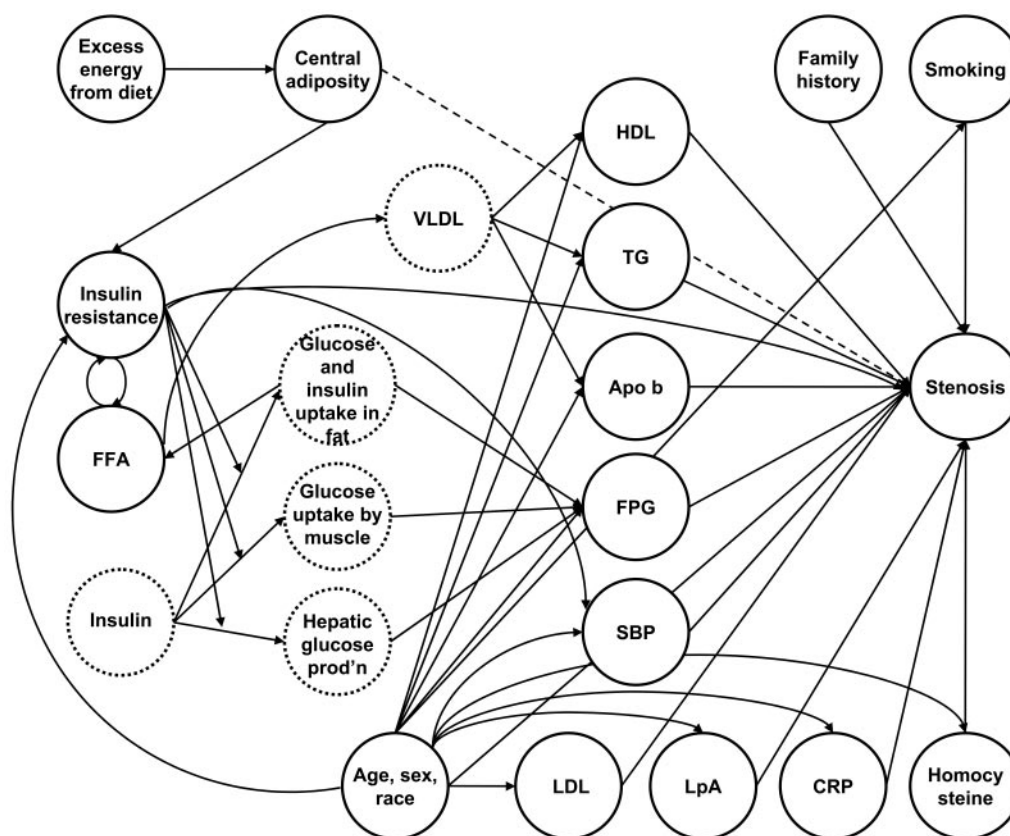 Excess
energy
from diet
Central
adiposity
Family
history
Smoking
HDL
VLDL
TG
Insulin
resistance
Glucose
and
insulin
uptake in
fat
Apo b
Stenosis
FFA
Glucose
uptake by
muscle
FPG
Insulin
Hepatic
glucose
prod'n
SBP
Age, sex,
race
LDL
LpA
CRP
Homocy
steine